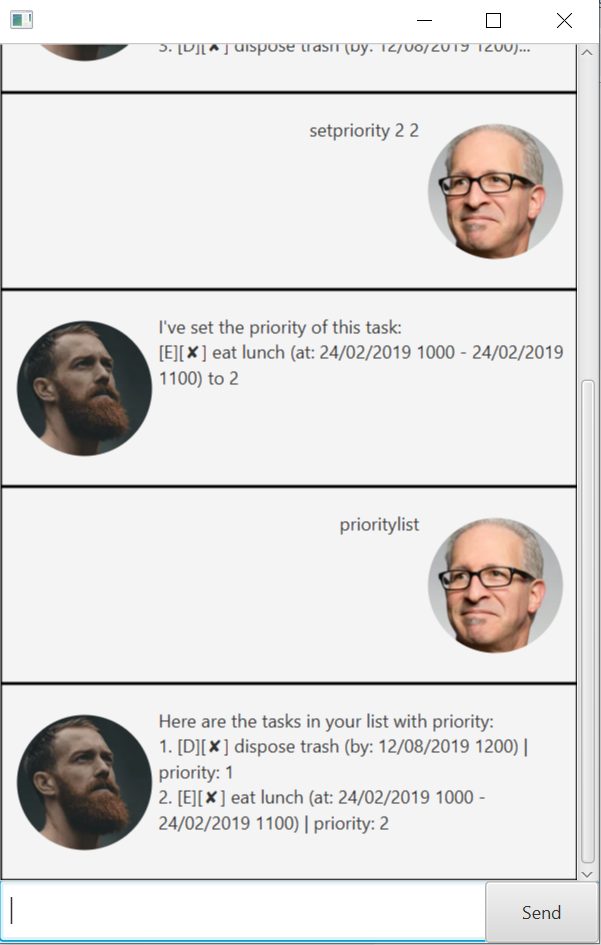 3. [D][✘] dispose trash (by: 12/08/2019 1200)...
setpriority 2 2
I've set the priority of this task:
[E][✘] eat lunch (at: 24/02/2019 1000 - 24/02/2019
1100) to 2
prioritylist
Here are the tasks in your list with priority:
1. [D][✘] dispose trash (by: 12/08/2019 1200) |
priority: 1
2. [E][✘] eat lunch (at: 24/02/2019 1000 -
24/02/2019 1100) | priority: 2
Send